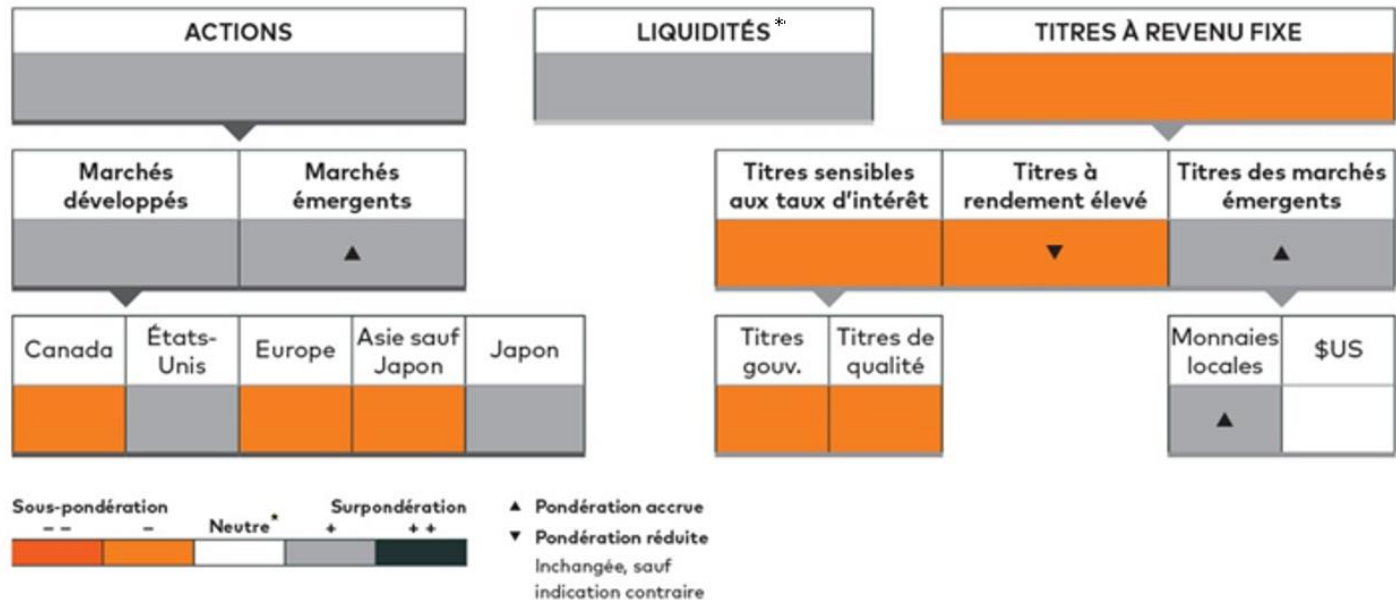 ACTIONS
LIQUIDITÉS*
TITRES À REVENU FIXE
Marchés
développés
Marchés
émergents
Titres sensibles
aux taux d'intérêt
Titres à
rendement élevé
Titres des marchés
émergents
▲
▼
▲
Canada
États-
Unis
Europe
Asie sauf
Japon
Japon
Titres
gouv.
Titres de
qualité
Monnaies
locales
$US
▲
Sous-pondération
Surpondération
– –
–
Neutre*
+
+ +
▲ Pondération accrue
▼ Pondération réduite
Inchangée, sauf
indication contraire